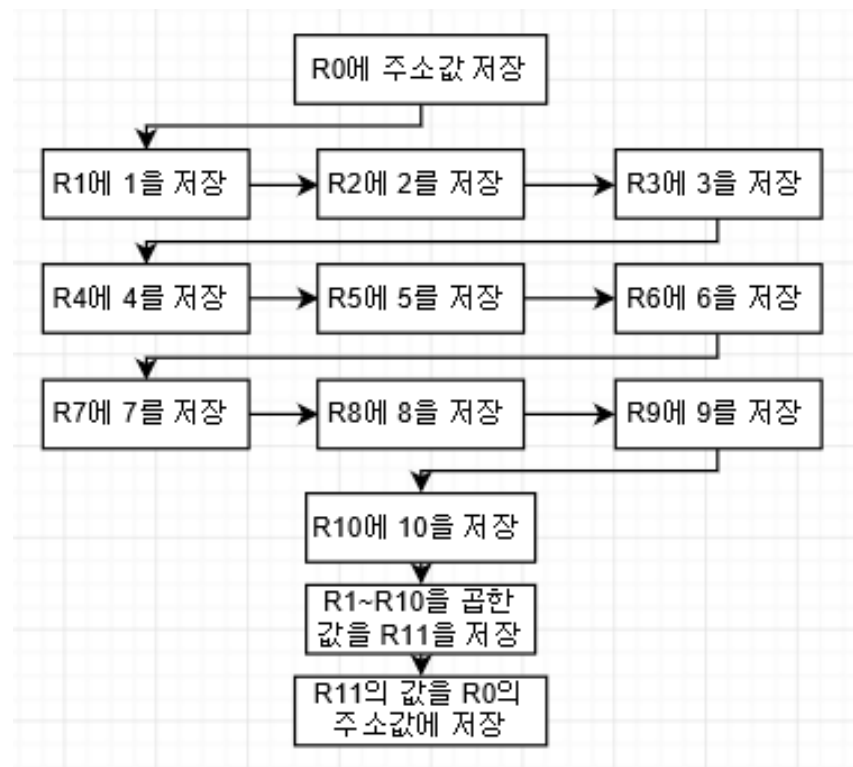 R0에 주소값 저장
R1에 1을 저장
R2에 2를 저장
R3에 3을 저장
R4에 4를 저장
R5에 5를 저장
R6에 6을 저장
R7에 7를 저장
R8에 8을 저장
R9에 9를 저장
R10에 10을 저장
R1~R10을 곱한
값을 R11을 저장
R11의 값을 R0의
주소값에 저장